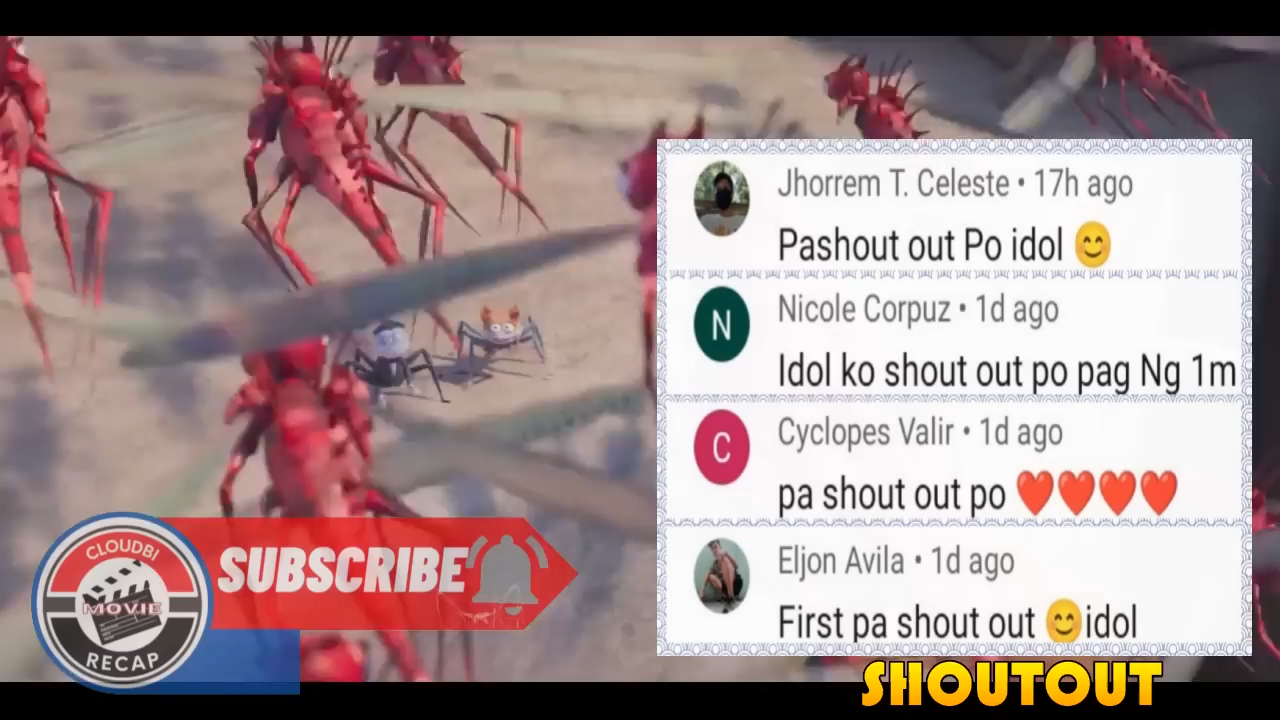 Jhorrem T. Celeste • 17h ago
Pashout out Po idol 😊
N
Nicole Corpuz • 1d ago
Idol ko shout out po pag Ng 1m
C
Cyclopes Valir • 1d ago
pa shout out po ❤️❤️❤️❤️
Eljon Avila • 1d ago
First pa shout out 😊idol
SUBSCRIBE
CLOUDBI
MOVIE
RECAP
SHOUTOUT